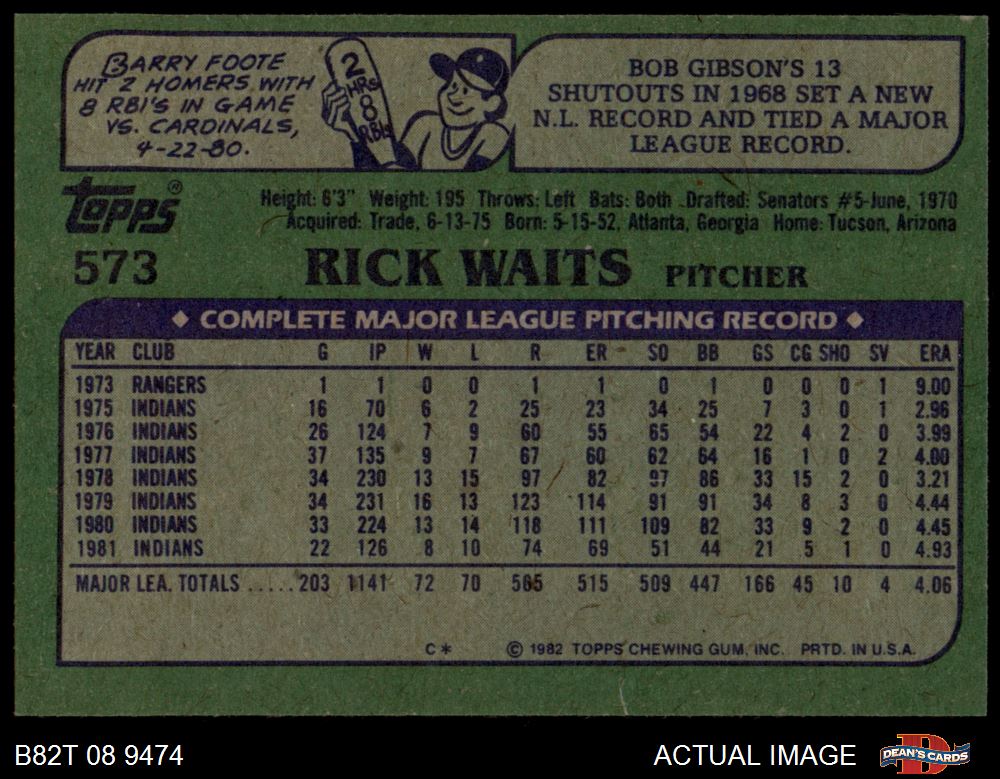 BARRY FOOTE
HIT 2 HOMERS WITH
8 RBI'S IN GAME
VS. CARDINALS,
4-22-80.
2
HRs
8
RBIs
BOB GIBSON'S 13
SHUTOUTS IN 1968 SET A NEW
N.L. RECORD AND TIED A MAJOR
LEAGUE RECORD.
topps®
Height: 6'3" Weight: 195 Throws: Left Bats: Both Drafted: Senators #5-June, 1970
Acquired: Trade, 6-13-75 Born: 5-15-52, Atlanta, Georgia Home: Tucson, Arizona
573 RICK WAITS PITCHER
◆ COMPLETE MAJOR LEAGUE PITCHING RECORD ◆
YEAR CLUB G IP W L R ER SO BB GS CG SHO SV ERA
1973 RANGERS 1 1 0 0 1 1 0 1 0 0 0 1 9.00
1975 INDIANS 16 70 6 2 25 23 34 25 7 3 0 1 2.96
1976 INDIANS 26 124 7 9 60 55 65 54 22 4 2 0 3.99
1977 INDIANS 37 135 9 7 67 60 62 64 16 1 0 2 4.00
1978 INDIANS 34 230 13 15 97 82 97 86 33 15 2 0 3.21
1979 INDIANS 34 231 16 13 123 114 91 91 34 8 3 0 4.44
1980 INDIANS 33 224 13 14 118 111 109 82 33 9 2 0 4.45
1981 INDIANS 22 126 8 10 74 69 51 44 21 5 1 0 4.93
MAJOR LEA. TOTALS ..... 203 1141 72 70 565 515 509 447 166 45 10 4 4.06
C* © 1982 TOPPS CHEWING GUM, INC. PRTD. IN U.S.A.
B82T 08 9474 ACTUAL IMAGE DEAN'S CARDS